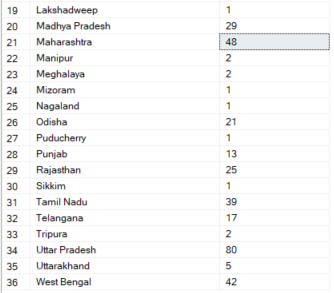 19 Lakshadweep 1
20 Madhya Pradesh 29
21 Maharashtra 48
22 Manipur 2
23 Meghalaya 2
24 Mizoram 1
25 Nagaland 1
26 Odisha 21
27 Puducherry 1
28 Punjab 13
29 Rajasthan 25
30 Sikkim 1
31 Tamil Nadu 39
32 Telangana 17
33 Tripura 2
34 Uttar Pradesh 80
35 Uttarakhand 5
36 West Bengal 42